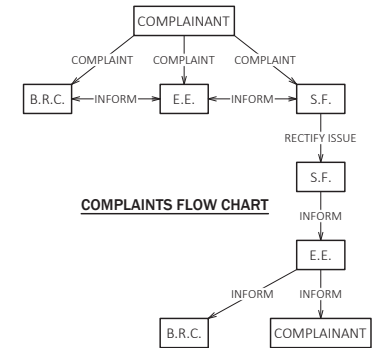 COMPLAINANT
COMPLAINT COMPLAINT COMPLAINT
B.R.C. INFORM E.E. INFORM S.F.
RECTIFY ISSUE
S.F.
COMPLAINTS FLOW CHART
INFORM
E.E.
INFORM INFORM
B.R.C. COMPLAINANT